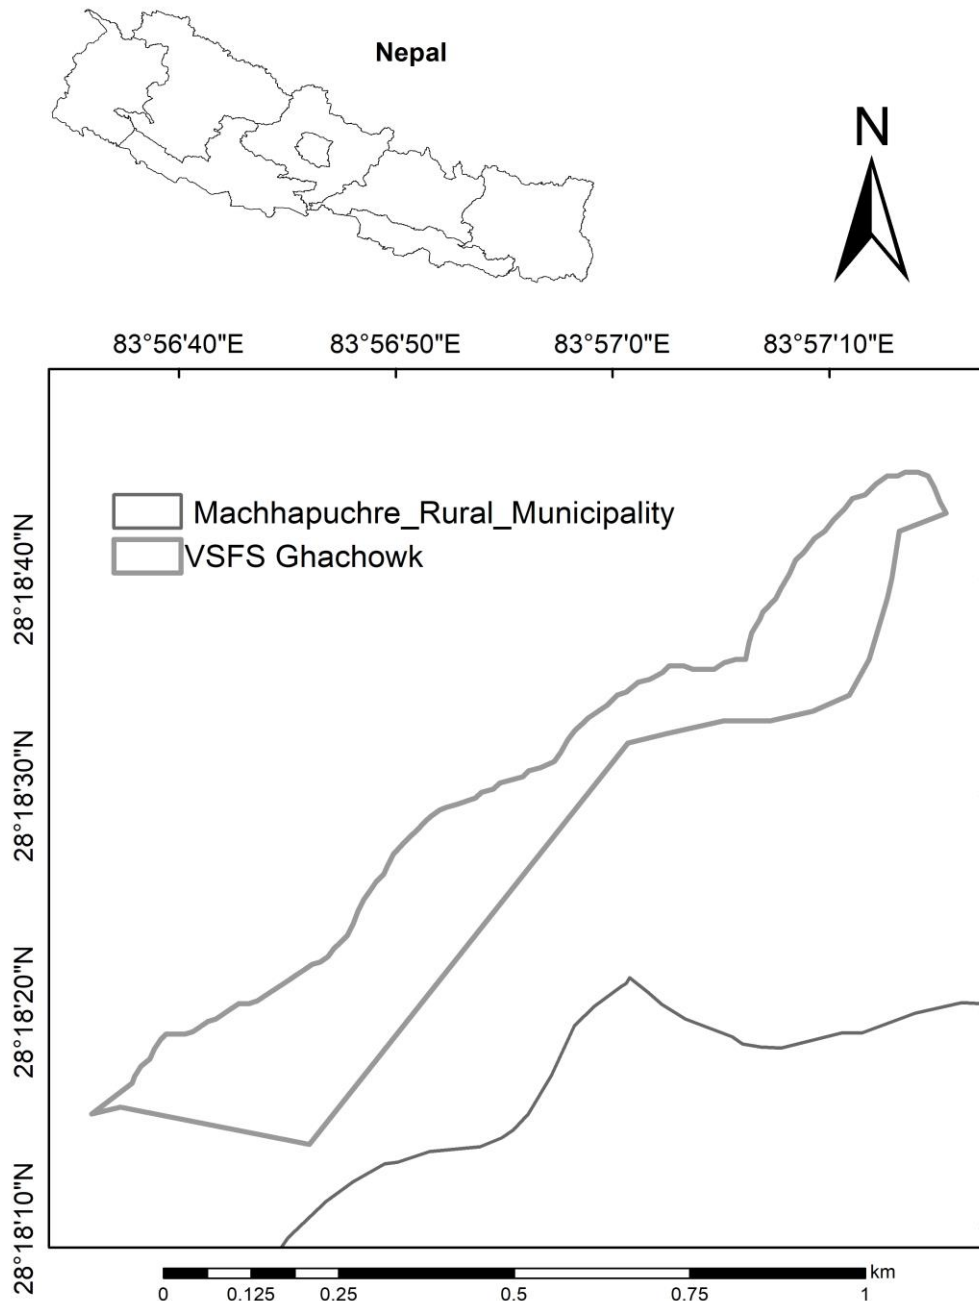 Nepal
N
83°56'40"E 83°56'50"E 83°57'0"E 83°57'10"E
Machhapuchre_Rural_Municipality
VSFS Ghachowk
28°18'40"N
28°18'30"N
28°18'20"N
28°18'10"N
km
0 0.125 0.25 0.5 0.75 1